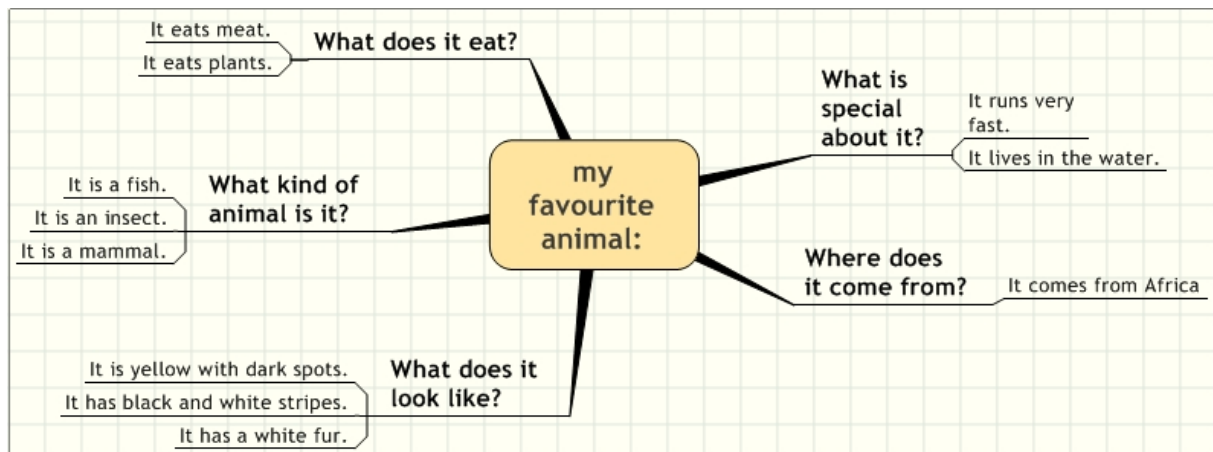 It eats meat.
It eats plants.
What does it eat?
What is
special
about it?
It runs very
fast.
It lives in the water.
my
favourite
animal:
What kind of
animal is it?
It is a fish.
It is an insect.
It is a mammal.
Where does
it come from?
It comes from Africa
What does it
look like?
It is yellow with dark spots.
It has black and white stripes.
It has a white fur.